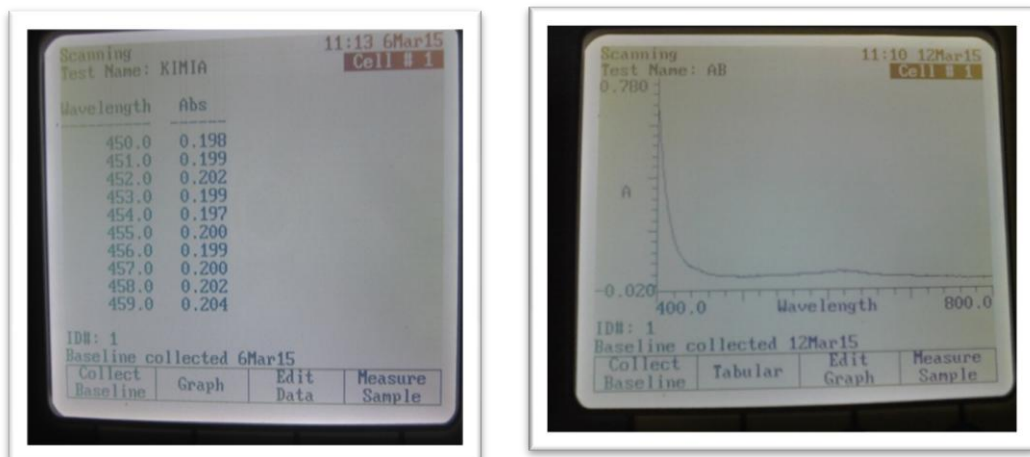 Scanning
11:13 6Mar15
Test Name: KIMIA
Cell # 1
Wavelength Abs
450.0 0.198
451.0 0.199
452.0 0.202
453.0 0.199
454.0 0.197
455.0 0.200
456.0 0.199
457.0 0.200
458.0 0.202
459.0 0.204
ID#: 1
Baseline collected 6Mar15
Collect Baseline
Graph
Edit Data
Measure Sample
Scanning
11:10 12Mar15
Test Name: AB
Cell # 1
0.780
A
-0.020
400.0 Wavelength 800.0
ID#: 1
Baseline collected 12Mar15
Collect Baseline
Tabular
Edit Graph
Measure Sample